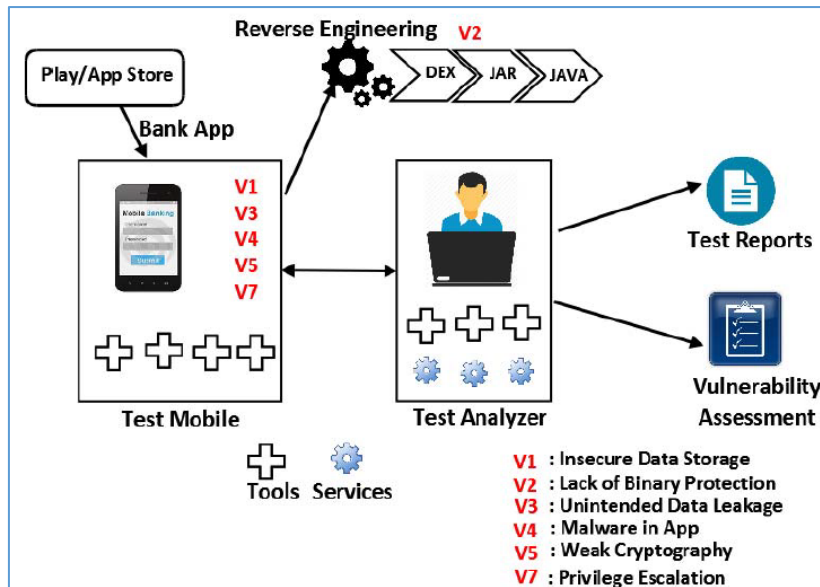 Reverse Engineering V2
Play/App Store
DEX
JAR
JAVA
Bank App
Mobile Banking
V1
V3
V4
V5
V7
Test Reports
Test Mobile
Test Analyzer
Vulnerability
Assessment
Tools
Services
V1 : Insecure Data Storage
V2 : Lack of Binary Protection
V3 : Unintended Data Leakage
V4 : Malware in App
V5 : Weak Cryptography
V7 : Privilege Escalation